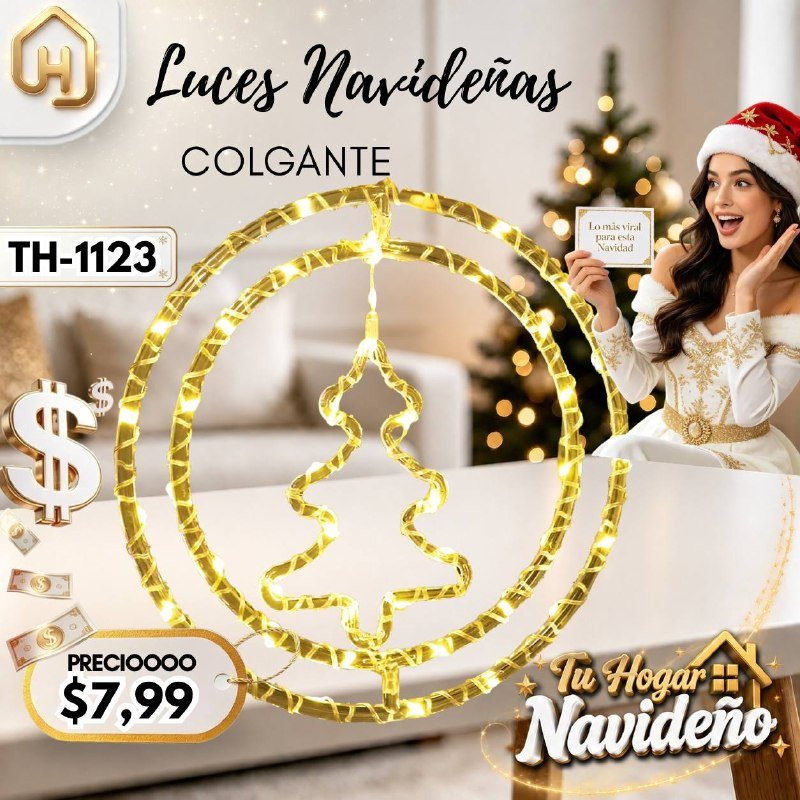 H
Luces Navideñas
COLGANTE
TH-1123
Lo más viral
para esta
Navidad
$
$
PRECIOOOO
$7,99
Tu Hogar
Navideño